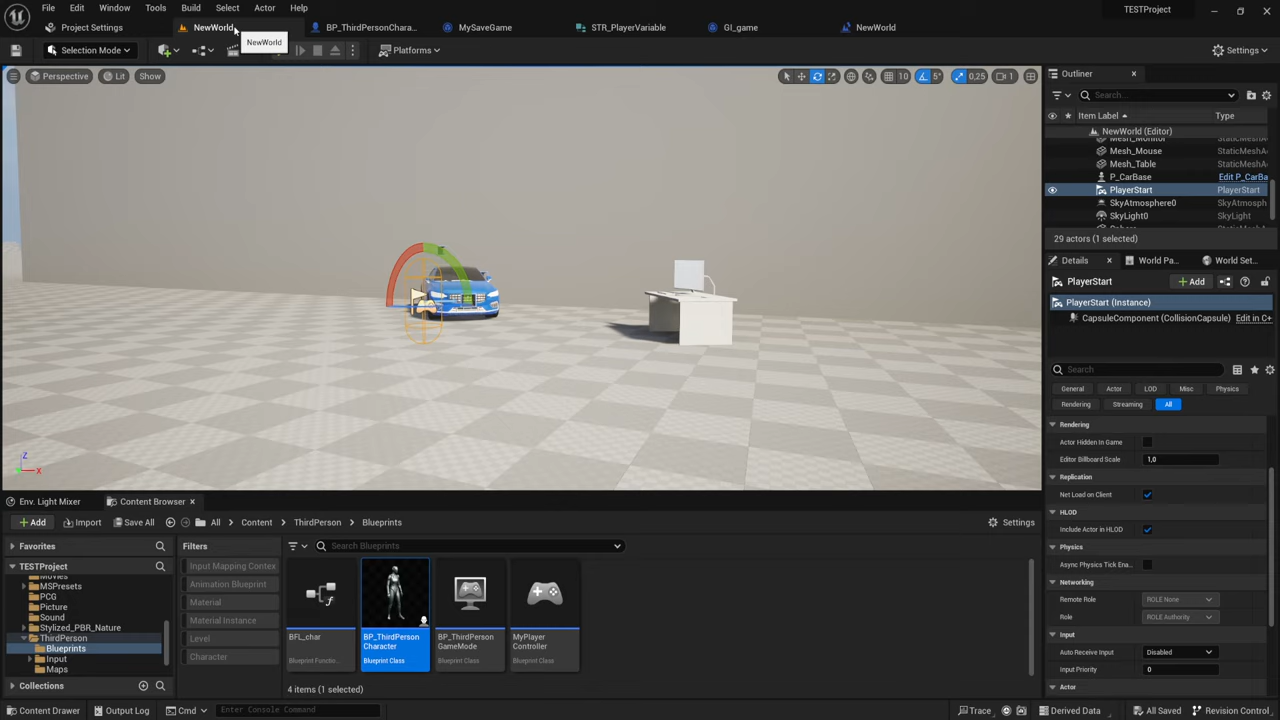 File Edit Window Tools Build Select Actor Help
TESTProject
Project Settings NewWorld BP_ThirdPersonChara... MySaveGame STR_PlayerVariable GI_game NewWorld
NewWorld
Selection Mode Platforms Settings
Perspective Lit Show 10 5° 0,25 1
Outliner
Search...
Item Label Type
NewWorld (Editor)
Mesh_Monitor StaticMeshA
Mesh_Mouse StaticMeshA
Mesh_Table StaticMeshA
P_CarBase Edit P_CarBa
PlayerStart PlayerStart
SkyAtmosphere0 SkyAtmosph
SkyLight0 SkyLight
29 actors (1 selected)
Details World Pa... World Set...
PlayerStart Add
PlayerStart (Instance)
CapsuleComponent (CollisionCapsule) Edit in C+
Search
General Actor LOD Misc Physics
Rendering Streaming All
Rendering
Actor Hidden In Game
Editor Billboard Scale 1,0
Replication
Net Load on Client
HLOD
Include Actor in HLOD
Physics
Async Physics Tick Ena...
Networking
Remote Role ROLE None
Role ROLE Authority
Input
Auto Receive Input Disabled
Input Priority 0
Actor
Z
X
Env. Light Mixer Content Browser
Add Import Save All All Content ThirdPerson Blueprints Settings
Favorites
TESTProject
Movies
MSPresets
PCG
Picture
Sound
Stylized_PBR_Nature
ThirdPerson
Blueprints
Input
Maps
Collections
Filters
Input Mapping Contex
Animation Blueprint
Material
Material Instance
Level
Character
Search Blueprints
BFL_char
Blueprint Functio...
BP_ThirdPerson
Character
Blueprint Class
BP_ThirdPerson
GameMode
Blueprint Class
MyPlayer
Controller
Blueprint Class
4 items (1 selected)
Content Drawer Output Log Cmd Enter Console Command Trace Derived Data All Saved Revision Control